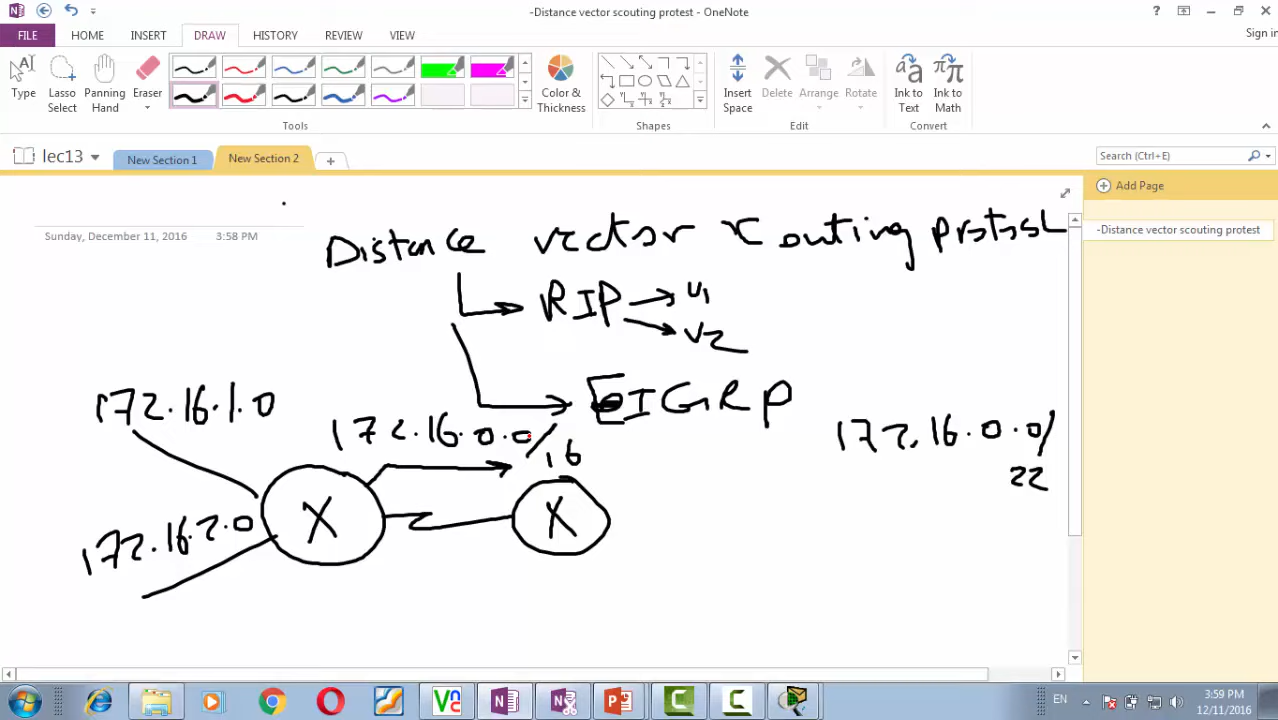 -Distance vector scouting protest - OneNote
Sign in
FILE HOME INSERT DRAW HISTORY REVIEW VIEW
Type Lasso Select Panning Hand Eraser Color & Thickness Insert Space Delete Arrange Rotate Ink to Text Ink to Math
Tools Shapes Edit Convert
lec13 New Section 1 New Section 2
Search (Ctrl+E)
Add Page
-Distance vector scouting protest
Sunday, December 11, 2016 3:58 PM
Distance vector routing protocol
RIP v1
v2
EIGRP
172.16.1.0
172.16.0.0/
16
172.16.0.0/
22
172.16.2.0
X X
EN
3:59 PM
12/11/2016